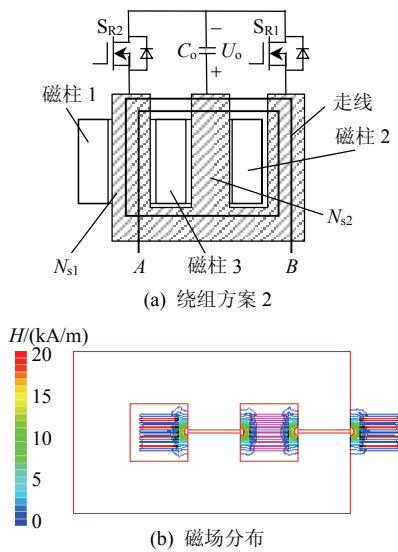 S_R2
S_R1
−
C_o
U_o
+
磁柱 1
走线
磁柱 2
N_s1
A
磁柱 3
B
N_s2
(a) 绕组方案 2
H/(kA/m)
20
15
10
5
0
(b) 磁场分布